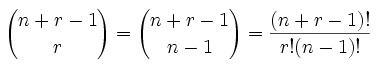 $\binom{n+r-1}{r} = \binom{n+r-1}{n-1} = \frac{(n+r-1)!}{r!(n-1)!}$